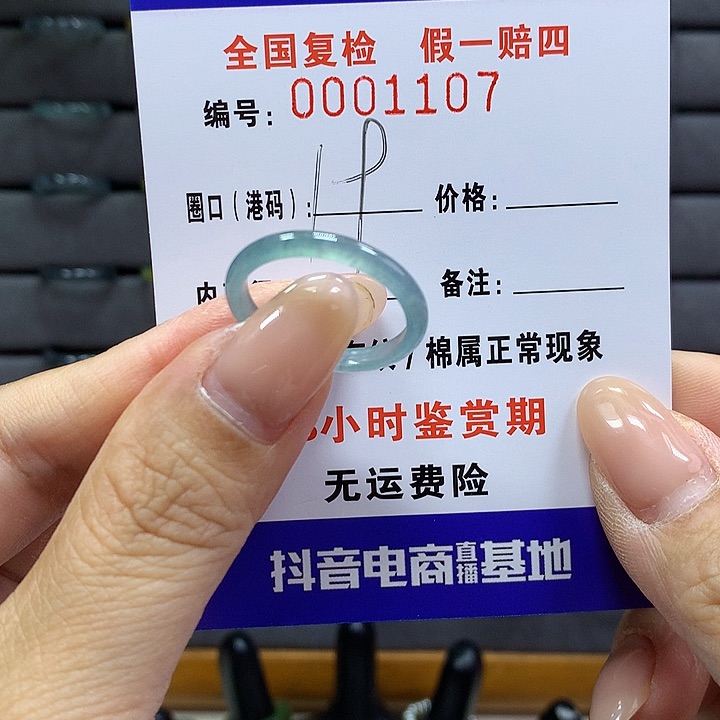 全国复检 假一赔四
编号: 0001107
圈口(港码): 19 价格:
内 备注:
/棉属正常现象
小时鉴赏期
无运费险
抖音电商直播基地